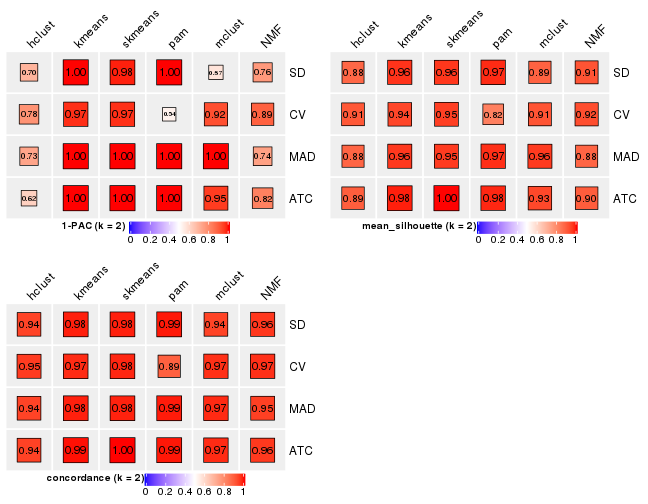 hclust kmeans skmeans pam mclust NMF
0.70 1.00 0.98 1.00 0.57 0.76 SD
0.78 0.97 0.97 0.54 0.92 0.89 CV
0.73 1.00 1.00 1.00 1.00 0.74 MAD
0.62 1.00 1.00 1.00 0.95 0.82 ATC
1-PAC (k = 2)
0 0.2 0.4 0.6 0.8 1
hclust kmeans skmeans pam mclust NMF
0.88 0.96 0.96 0.97 0.89 0.91 SD
0.91 0.94 0.95 0.82 0.91 0.92 CV
0.88 0.96 0.95 0.97 0.96 0.88 MAD
0.89 0.98 1.00 0.98 0.93 0.90 ATC
mean_silhouette (k = 2)
0 0.2 0.4 0.6 0.8 1
hclust kmeans skmeans pam mclust NMF
0.94 0.98 0.98 0.99 0.94 0.96 SD
0.95 0.97 0.98 0.89 0.97 0.97 CV
0.94 0.98 0.98 0.99 0.97 0.95 MAD
0.94 0.99 1.00 0.99 0.97 0.96 ATC
concordance (k = 2)
0 0.2 0.4 0.6 0.8 1